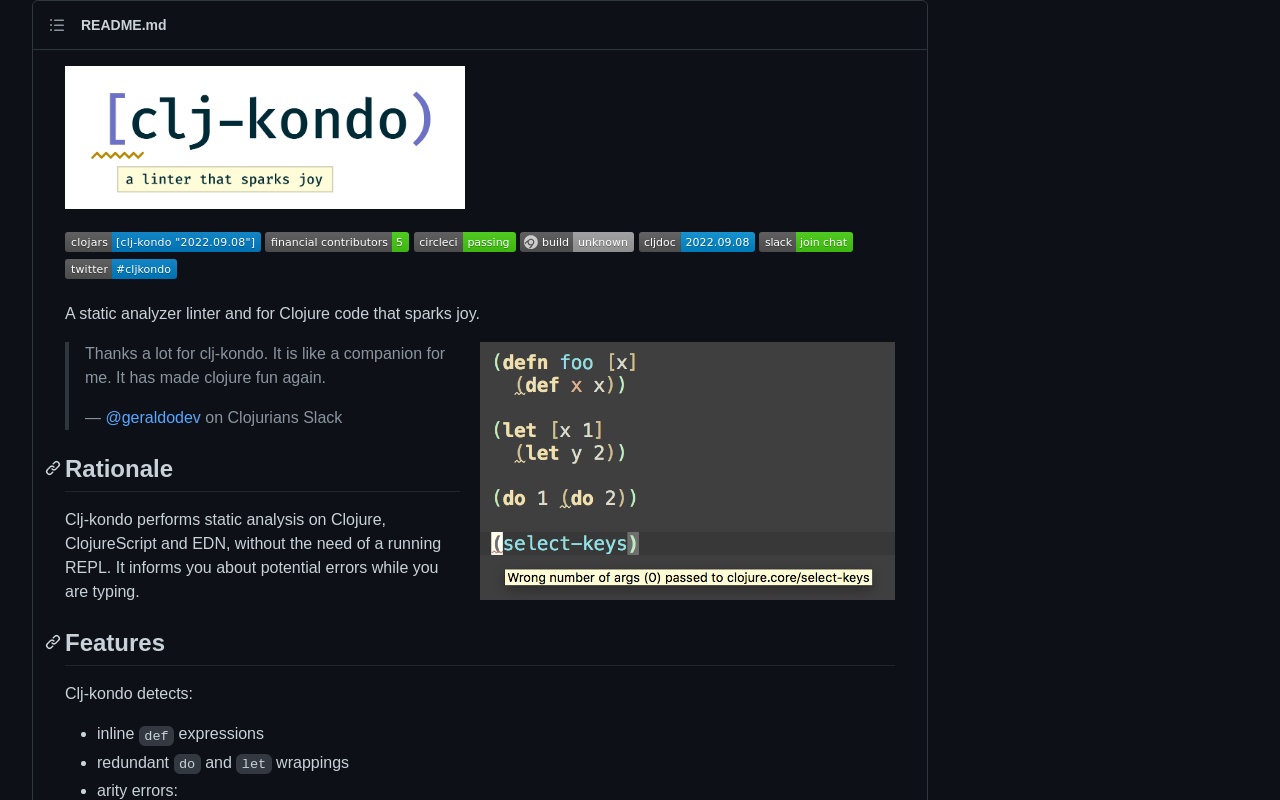 README.md
[clj-kondo)
a linter that sparks joy
clojars [clj-kondo "2022.09.08"] financial contributors 5 circleci passing build unknown cljdoc 2022.09.08 slack join chat
twitter #cljkondo
A static analyzer linter and for Clojure code that sparks joy.
Thanks a lot for clj-kondo. It is like a companion for
me. It has made clojure fun again.
— @geraldodev on Clojurians Slack
(defn foo [x]
(def x x))
(let [x 1]
(let y 2))
(do 1 (do 2))
(select-keys)
Wrong number of args (0) passed to clojure.core/select-keys
Rationale
Clj-kondo performs static analysis on Clojure,
ClojureScript and EDN, without the need of a running
REPL. It informs you about potential errors while you
are typing.
Features
Clj-kondo detects:
• inline def expressions
• redundant do and let wrappings
• arity errors: